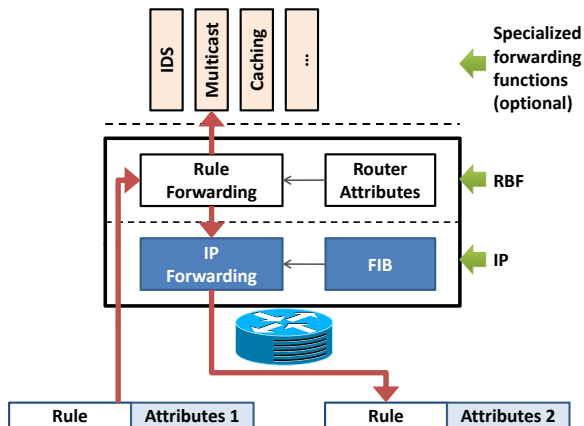 IDS
Multicast
Caching
...
Specialized
forwarding
functions
(optional)
Rule
Forwarding
Router
Attributes
RBF
IP
Forwarding
FIB
IP
Rule
Attributes 1
Rule
Attributes 2